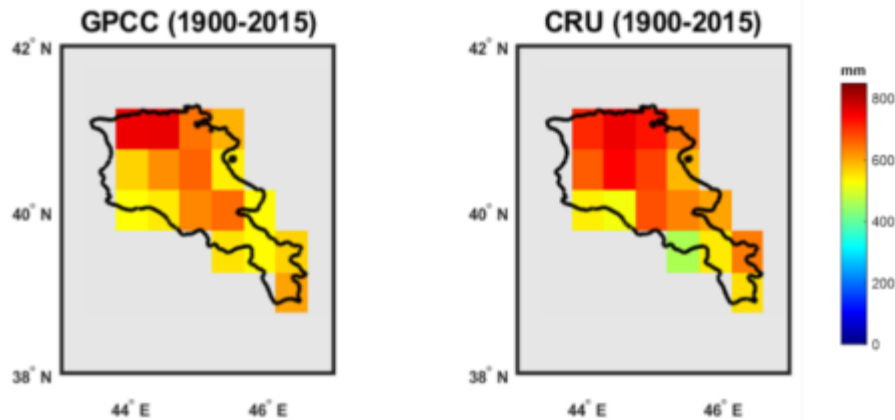 GPCC (1900-2015)
CRU (1900-2015)
42° N
40° N
38° N
44° E
46° E
42° N
40° N
38° N
44° E
46° E
mm
800
600
400
200
0